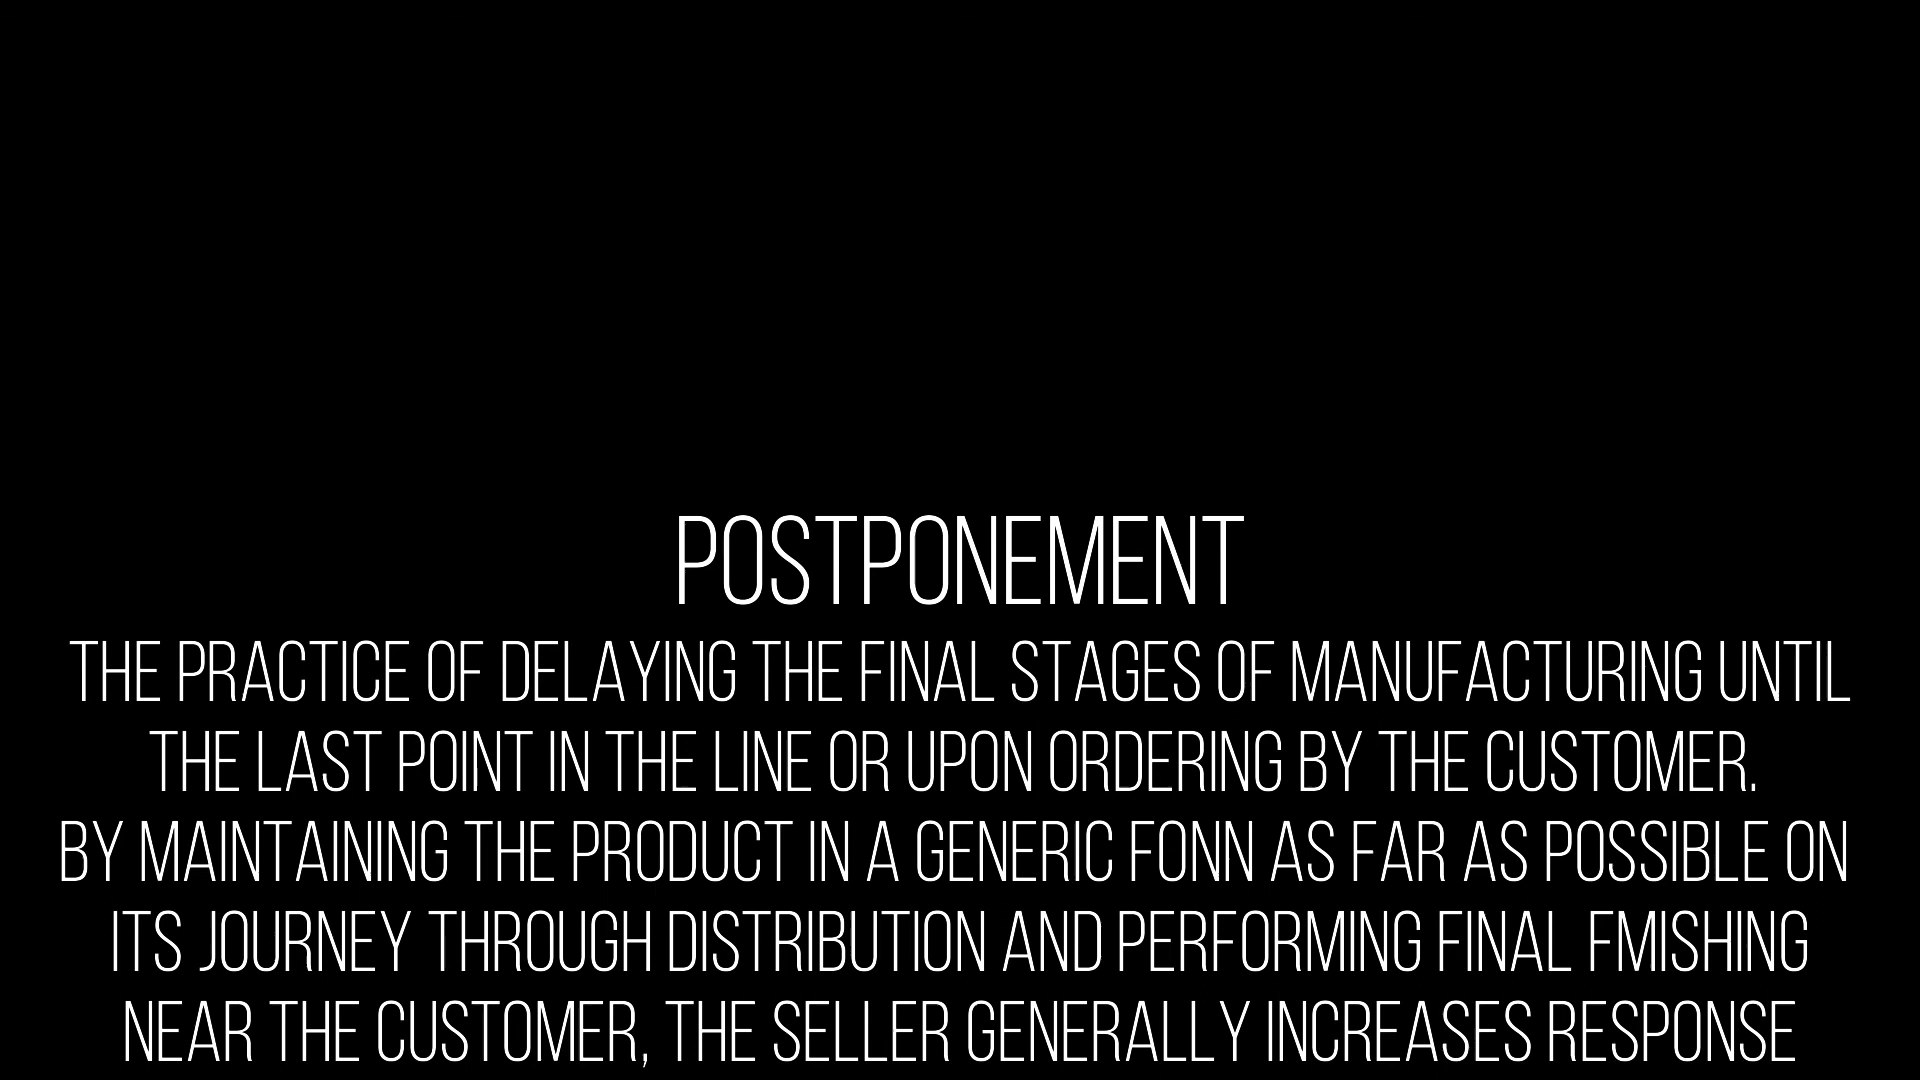 POSTPONEMENT
THE PRACTICE OF DELAYING THE FINAL STAGES OF MANUFACTURING UNTIL
THE LAST POINT IN THE LINE OR UPON ORDERING BY THE CUSTOMER.
BY MAINTAINING THE PRODUCT IN A GENERIC FONN AS FAR AS POSSIBLE ON
ITS JOURNEY THROUGH DISTRIBUTION AND PERFORMING FINAL FMISHING
NEAR THE CUSTOMER, THE SELLER GENERALLY INCREASES RESPONSE